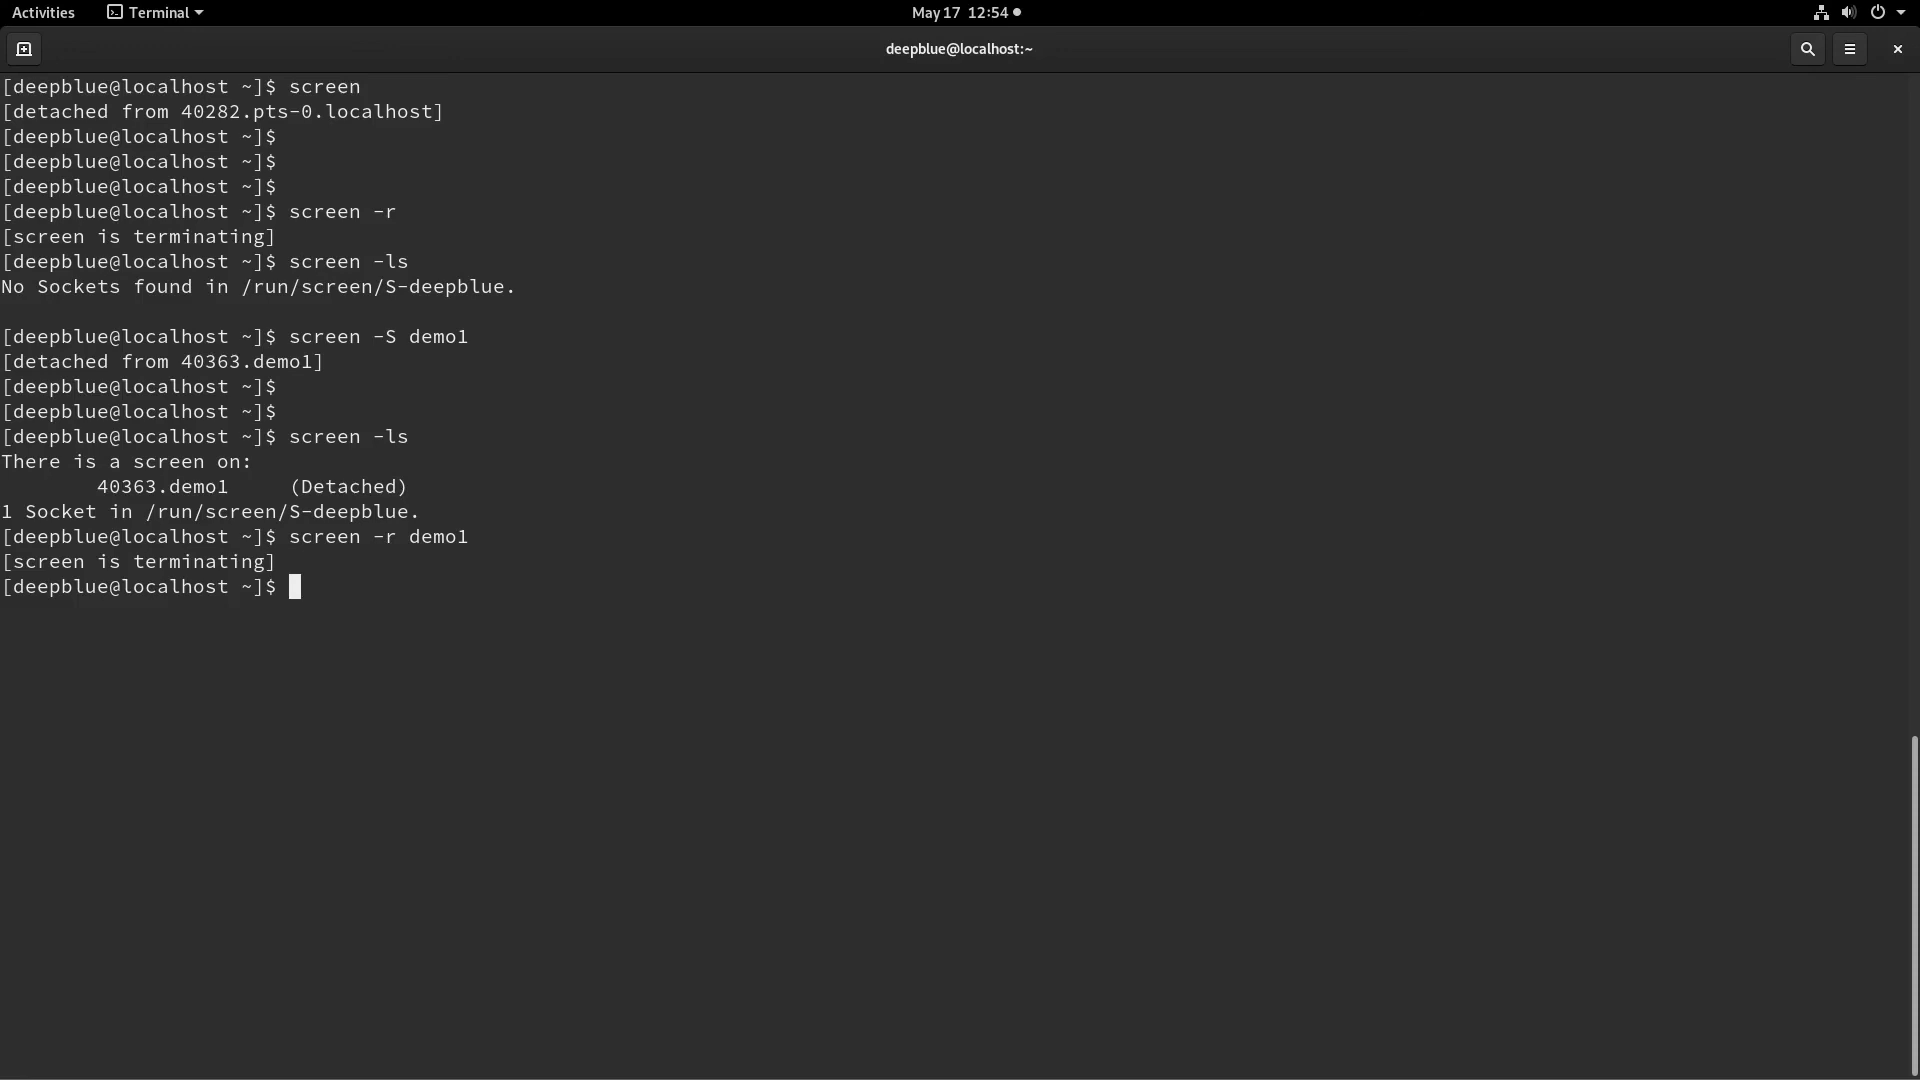 Activities Terminal May 17 12:54
deepblue@localhost:~
[deepblue@localhost ~]$ screen
[detached from 40282.pts-0.localhost]
[deepblue@localhost ~]$
[deepblue@localhost ~]$
[deepblue@localhost ~]$
[deepblue@localhost ~]$ screen -r
[screen is terminating]
[deepblue@localhost ~]$ screen -ls
No Sockets found in /run/screen/S-deepblue.

[deepblue@localhost ~]$ screen -S demo1
[detached from 40363.demo1]
[deepblue@localhost ~]$
[deepblue@localhost ~]$
[deepblue@localhost ~]$ screen -ls
There is a screen on:
        40363.demo1     (Detached)
1 Socket in /run/screen/S-deepblue.
[deepblue@localhost ~]$ screen -r demo1
[screen is terminating]
[deepblue@localhost ~]$